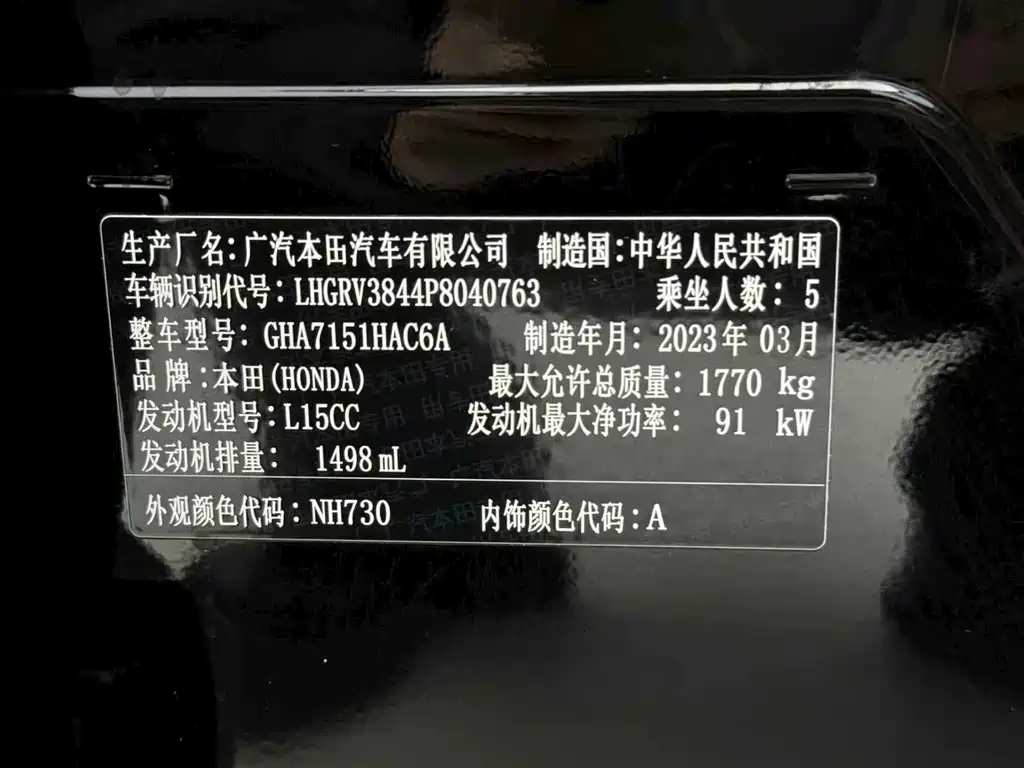 生产厂名：广汽本田汽车有限公司 制造国：中华人民共和国
车辆识别代号：LHGRV3844P8040763 乘坐人数：5
整车型号：GHA7151HAC6A 制造年月：2023年03月
品牌：本田(HONDA) 最大允许总质量：1770 kg
发动机型号：L15CC 发动机最大净功率：91 kW
发动机排量：1498mL
外观颜色代码：NH730 内饰颜色代码：A